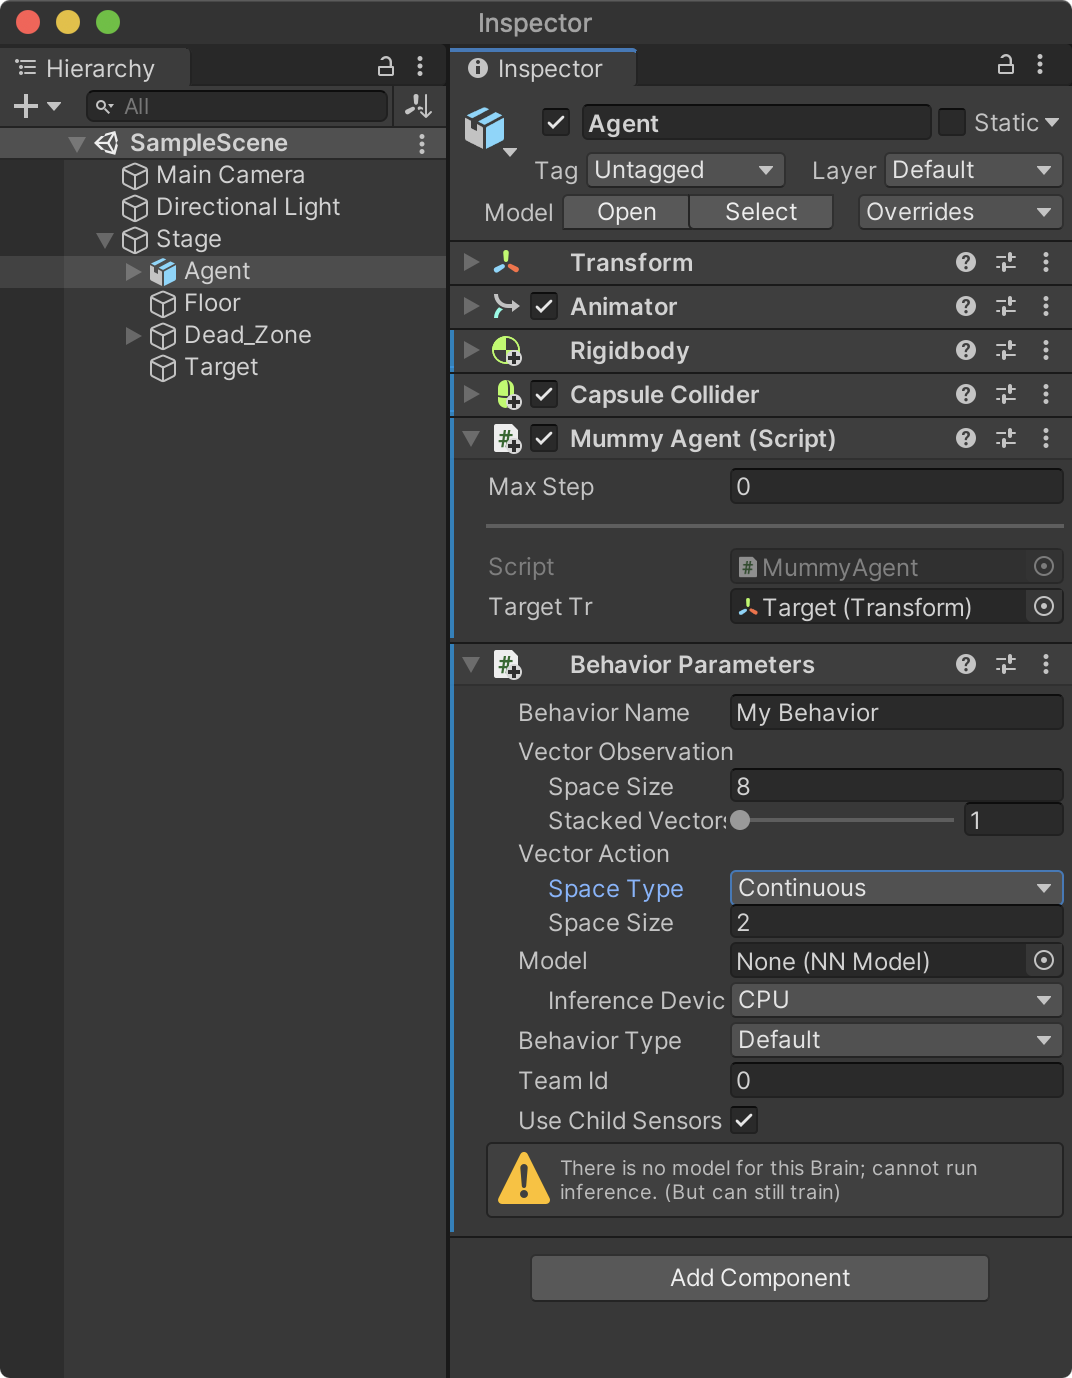 Inspector
Hierarchy
All
SampleScene
Main Camera
Directional Light
Stage
Agent
Floor
Dead_Zone
Target
Inspector
Agent
Static
Tag Untagged Layer Default
Model Open Select Overrides
Transform
Animator
Rigidbody
Capsule Collider
# Mummy Agent (Script)
Max Step 0
Script # MummyAgent
Target Tr Target (Transform)
# Behavior Parameters
Behavior Name My Behavior
Vector Observation
Space Size 8
Stacked Vectors 1
Vector Action
Space Type Continuous
Space Size 2
Model None (NN Model)
Inference Devic CPU
Behavior Type Default
Team Id 0
Use Child Sensors
There is no model for this Brain; cannot run
inference. (But can still train)
Add Component